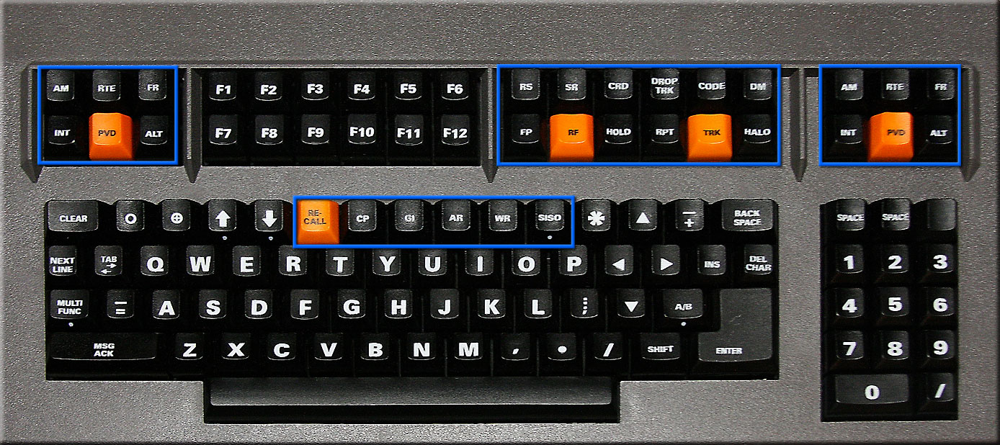 AM RTE FR F1 F2 F3 F4 F5 F6 RS SR CRD DROP TRK CODE DM AM RTE FR
INT PVD ALT F7 F8 F9 F10 F11 F12 FP RF HOLD RPT TRK HALO INT PVD ALT
CLEAR O ⊕ ⬆ ⬇ RE-CALL CP GI AR WR SISO * ▲ − + BACK SPACE SPACE SPACE
NEXT LINE TAB Q W E R T Y U I O P ◀ ▶ INS DEL CHAR 1 2 3
MULTI FUNC − = A S D F G H J K L ; : ▼ A/B 4 5 6
MSG ACK Z X C V B N M , • / SHIFT ENTER 7 8 9
0 /